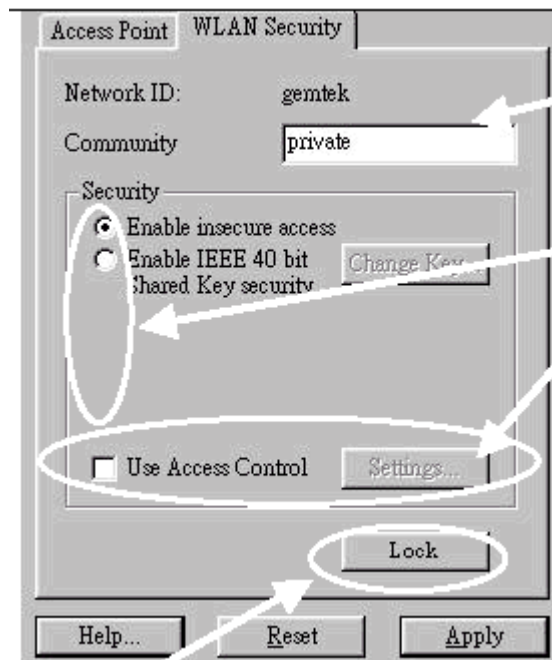 Access Point WLAN Security
Network ID: gemtek
Community private
Security
Enable insecure access
Enable IEEE 40 bit
Shared Key security
Change Key...
Use Access Control Settings...
Lock
Help... Reset Apply